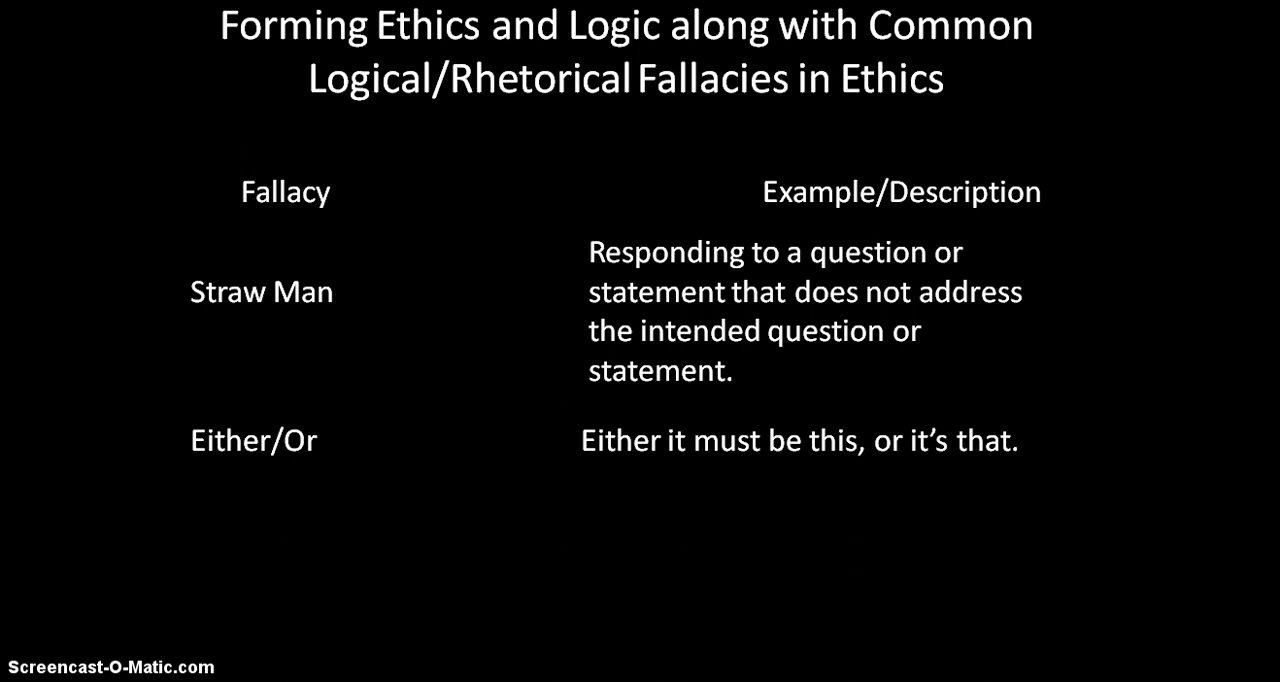 Forming Ethics and Logic along with Common
Logical/Rhetorical Fallacies in Ethics
Fallacy
Example/Description
Straw Man
Responding to a question or
statement that does not address
the intended question or
statement.
Either/Or
Either it must be this, or it’s that.
Screencast-O-Matic.com